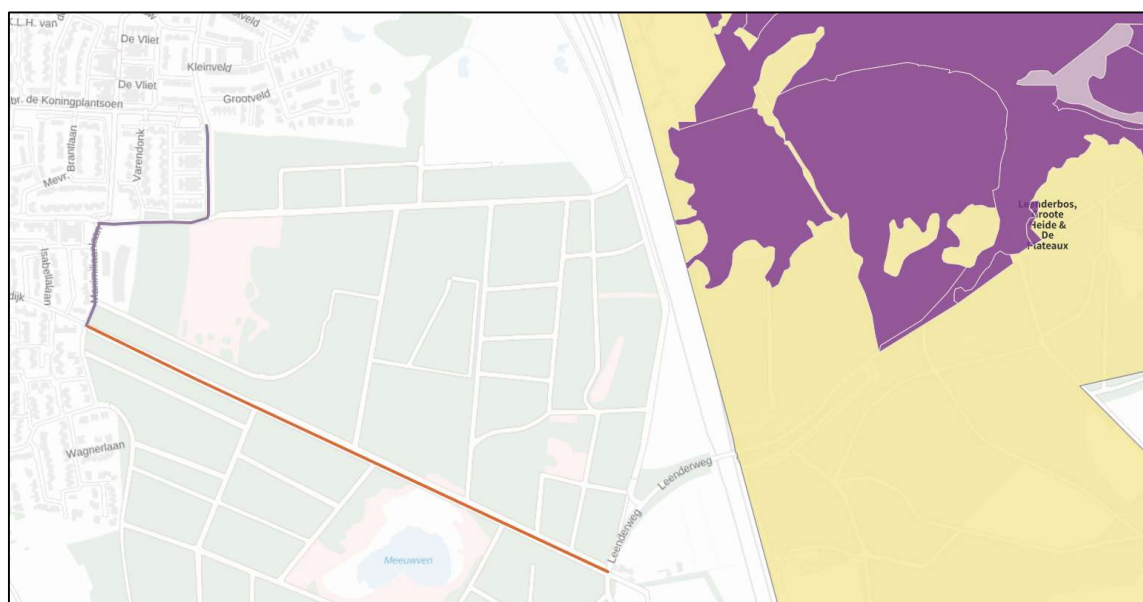 K.L.H. van
De Vliet
Kleinveld
De Vliet
Grootveld
br. de Koningplantsoen
Varendonk
Mevr. Brantlaan
Isabellalaan
Maximiliaanlaan
dijk
Wagnerlaan
Meeuwven
Leenderweg
Leenderweg
Leenderbos,
Groote
Heide &
De
Plateaux